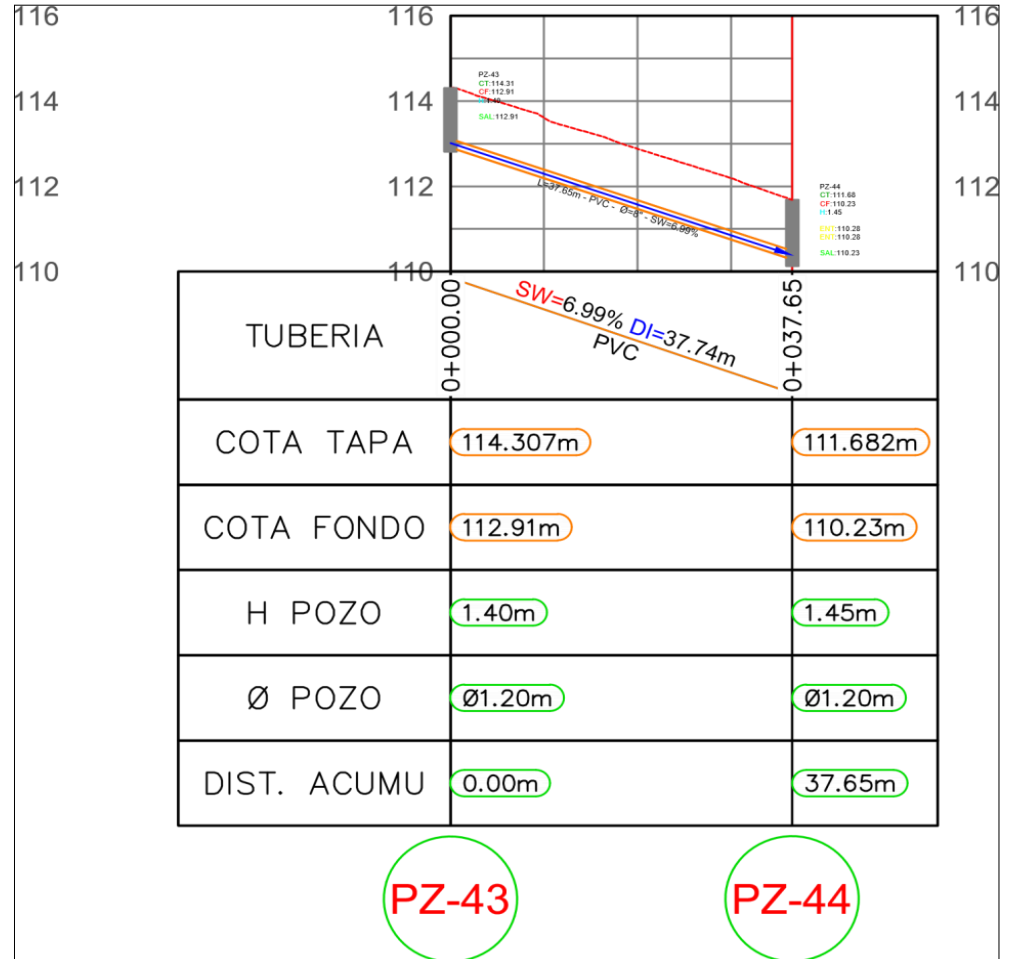 116 116 116
PZ-43
CT:114.31
CF:112.91
H:1.40
SAL:112.91
114 114 114
L=37.65m - PVC - Ø=8" - SW=6.99%
112 112 112
PZ-44
CT:111.68
CF:110.23
H:1.45
ENT:110.28
ENT:110.28
SAL:110.23
110 110 110
TUBERIA
0+000.00
SW=6.99% DI=37.74m
PVC
0+037.65
COTA TAPA 114.307m 111.682m
COTA FONDO 112.91m 110.23m
H POZO 1.40m 1.45m
Ø POZO Ø1.20m Ø1.20m
DIST. ACUMU 0.00m 37.65m
PZ-43 PZ-44